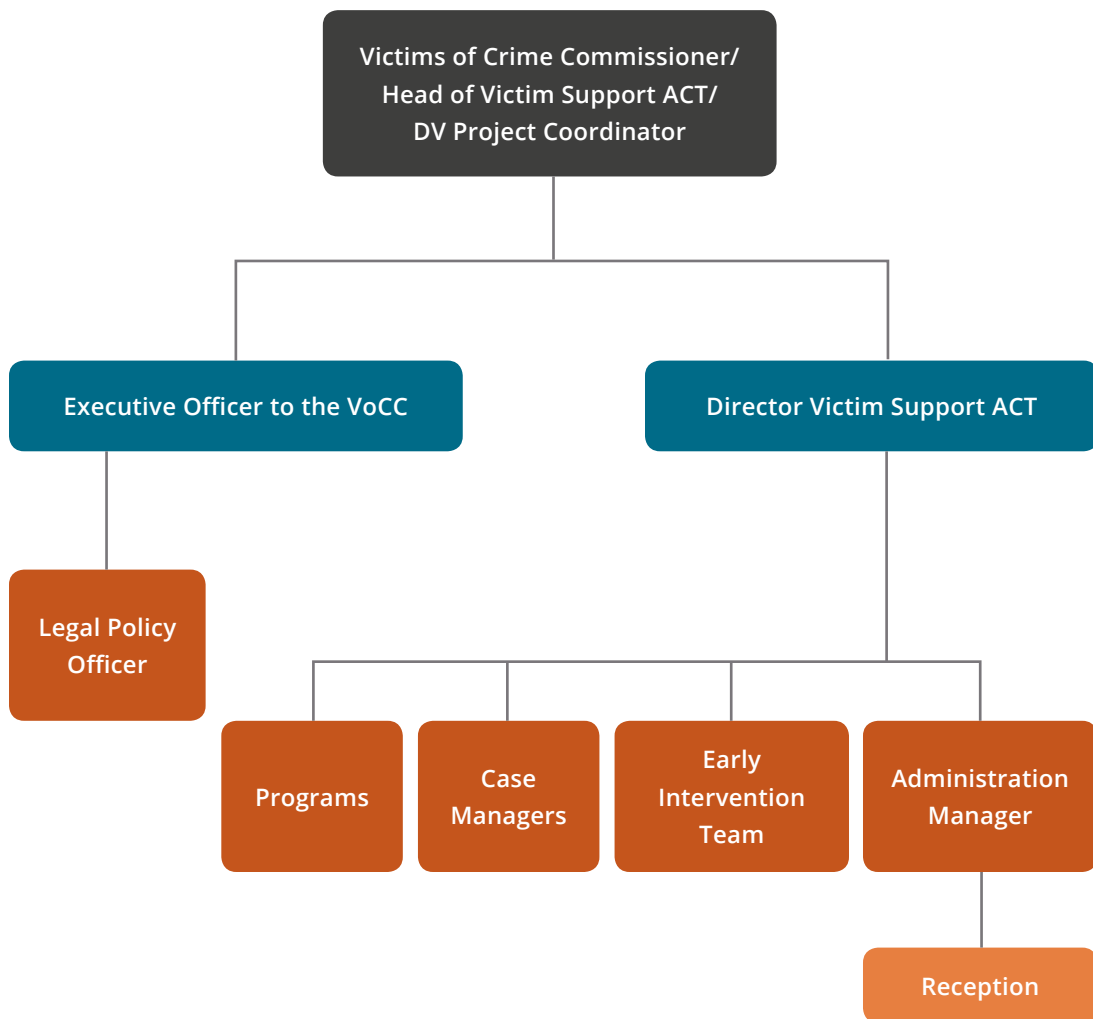 Victims of Crime Commissioner/
Head of Victim Support ACT/
DV Project Coordinator
Executive Officer to the VoCC
Director Victim Support ACT
Legal Policy
Officer
Programs
Case
Managers
Early
Intervention
Team
Administration
Manager
Reception